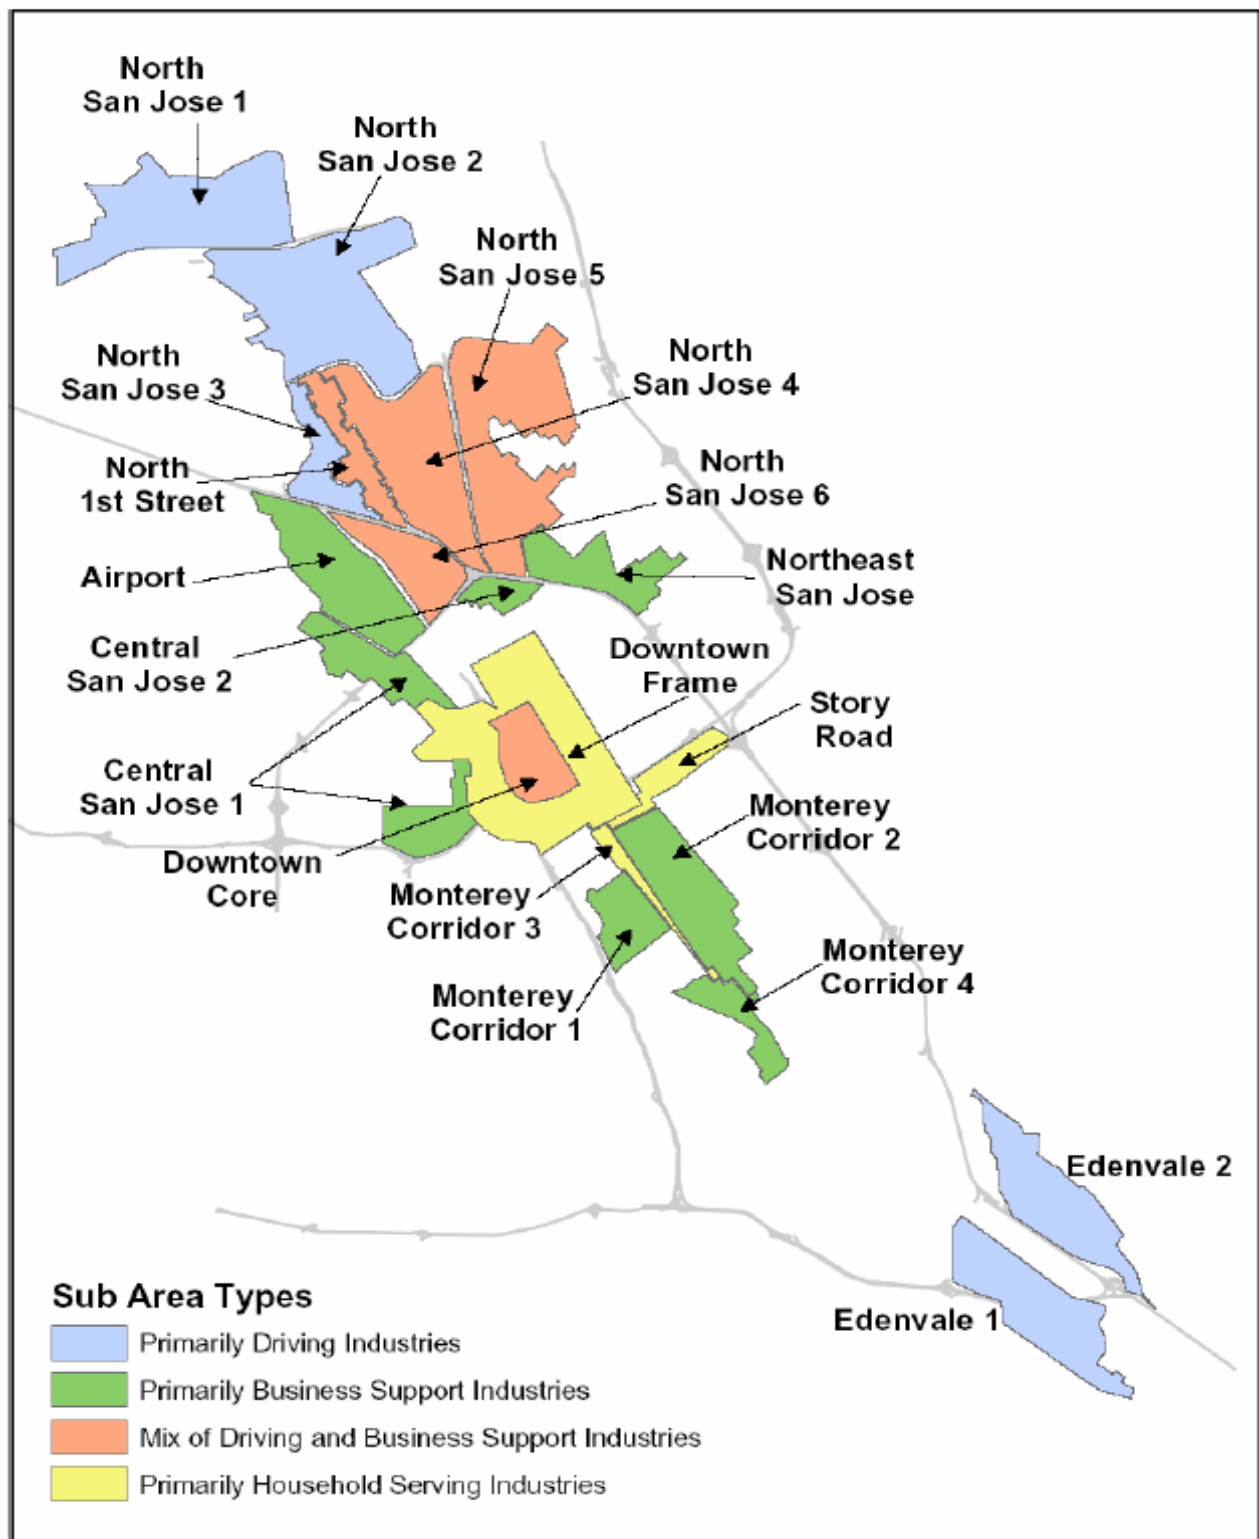 North
San Jose 1
North
San Jose 2
North
San Jose 5
North
San Jose 3
North
San Jose 4
North
1st Street
North
San Jose 6
Airport
Northeast
San Jose
Central
San Jose 2
Downtown
Frame
Story
Road
Central
San Jose 1
Monterey
Corridor 2
Downtown
Core
Monterey
Corridor 3
Monterey
Corridor 4
Monterey
Corridor 1
Edenvale 2
Edenvale 1
Sub Area Types
Primarily Driving Industries
Primarily Business Support Industries
Mix of Driving and Business Support Industries
Primarily Household Serving Industries